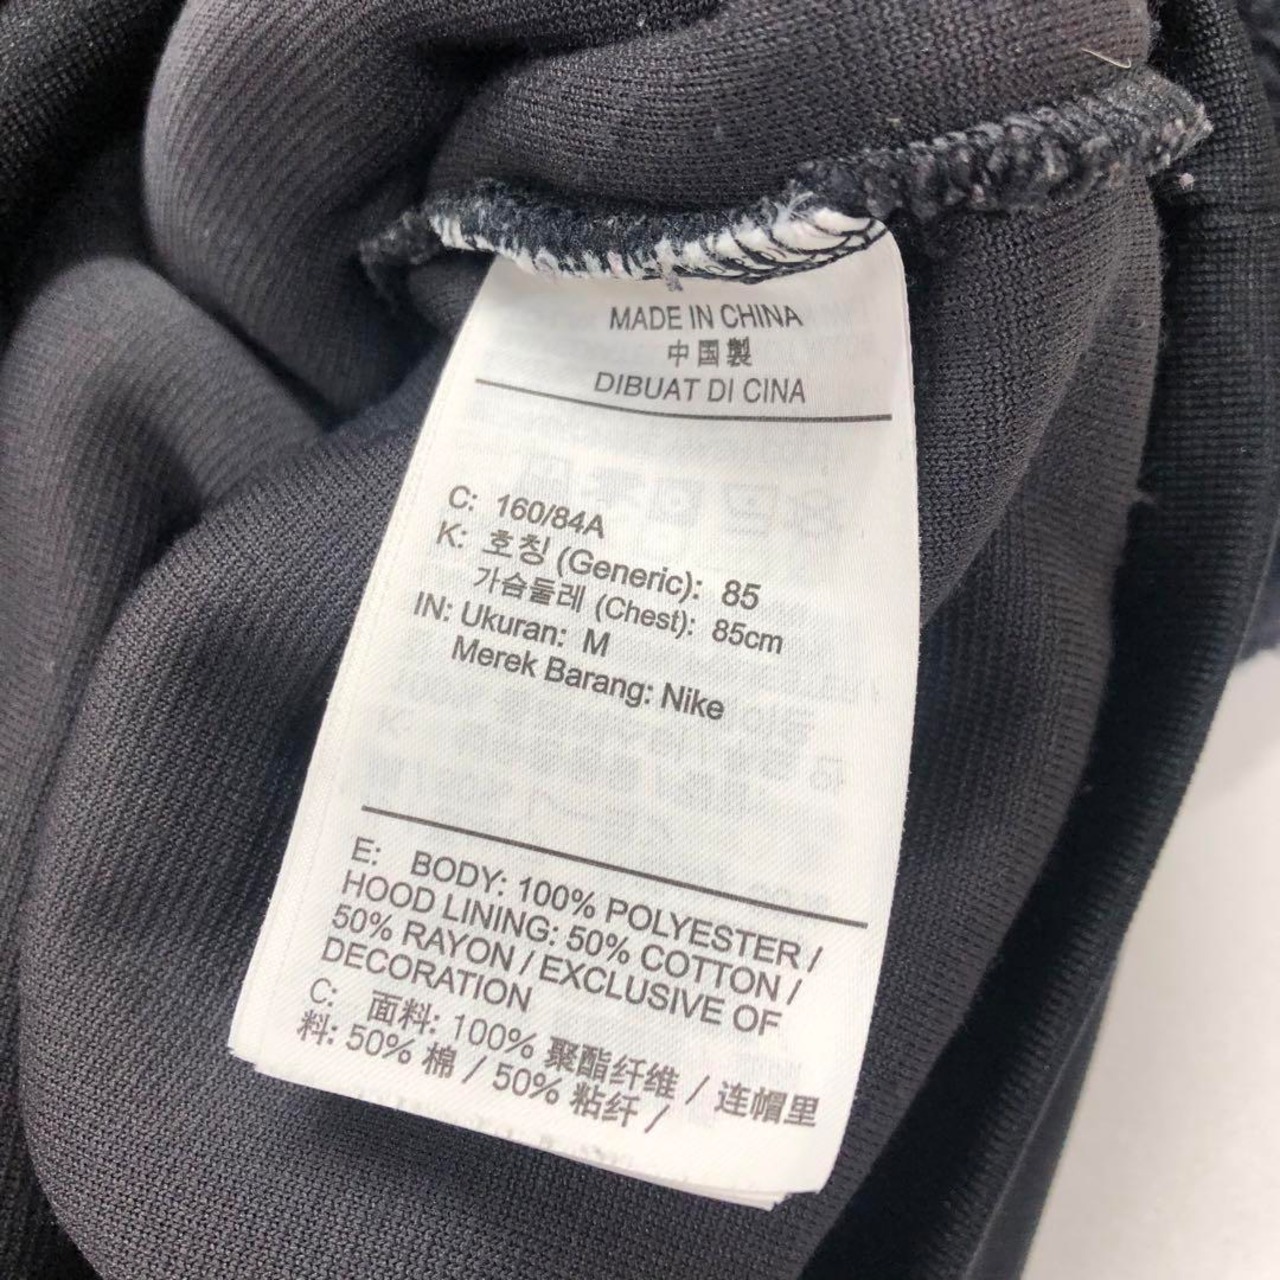 MADE IN CHINA
中国製
DIBUAT DI CINA
C: 160/84A
K: 호칭 (Generic): 85
가슴둘레 (Chest): 85cm
IN: Ukuran: M
Merek Barang: Nike
E: BODY: 100% POLYESTER /
HOOD LINING: 50% COTTON /
50% RAYON / EXCLUSIVE OF
DECORATION
C: 面料: 100% 聚酯纤维 / 连帽里
料: 50% 棉 / 50% 粘纤 /